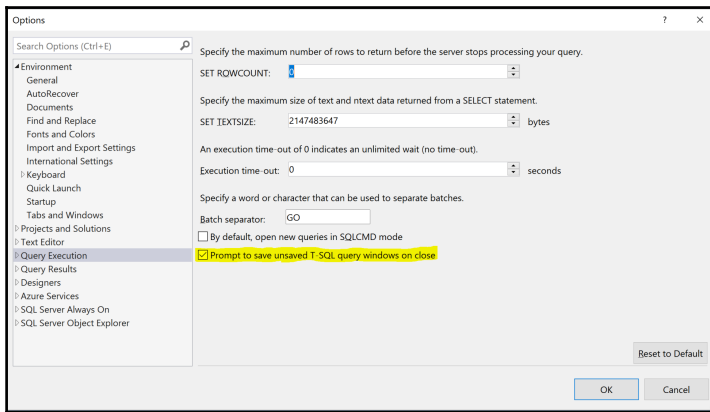 Options
?
Search Options (Ctrl+E)
Environment
General
AutoRecover
Documents
Find and Replace
Fonts and Colors
Import and Export Settings
International Settings
Keyboard
Quick Launch
Startup
Tabs and Windows
Projects and Solutions
Text Editor
Query Execution
Query Results
Designers
Azure Services
SQL Server Always On
SQL Server Object Explorer
Specify the maximum number of rows to return before the server stops processing your query.
SET ROWCOUNT: 0
Specify the maximum size of text and ntext data returned from a SELECT statement.
SET TEXTSIZE: 2147483647 bytes
An execution time-out of 0 indicates an unlimited wait (no time-out).
Execution time-out: 0 seconds
Specify a word or character that can be used to separate batches.
Batch separator: GO
By default, open new queries in SQLCMD mode
Prompt to save unsaved T-SQL query windows on close
Reset to Default
OK Cancel